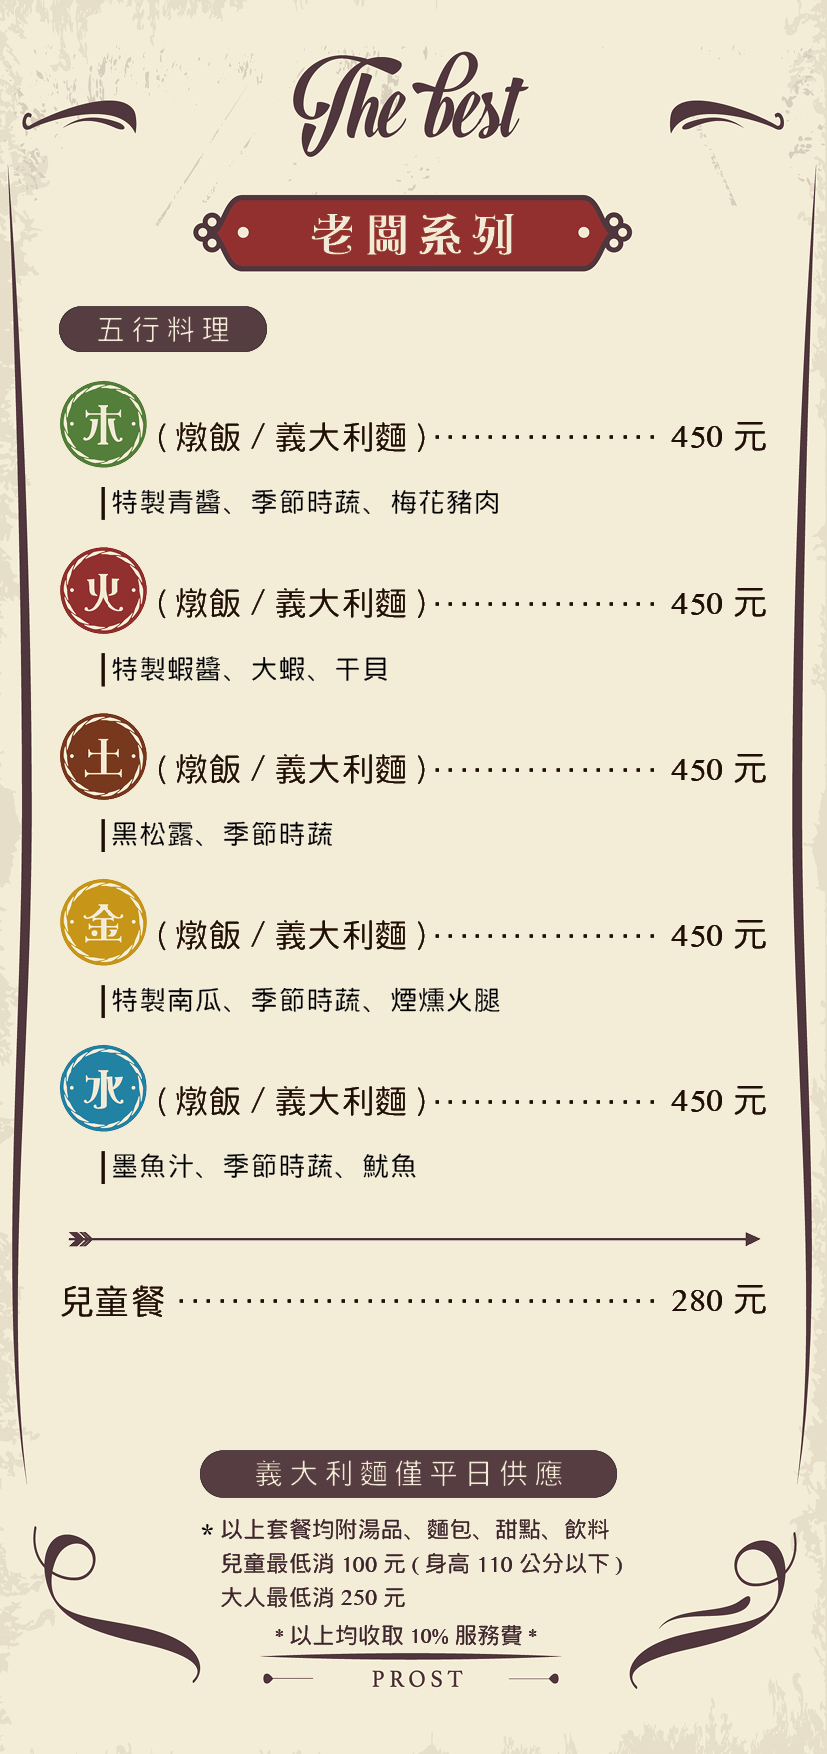 The best
老闆系列
五行料理
木 ( 燉飯 / 義大利麵 )················· 450 元
特製青醬、季節時蔬、梅花豬肉
火 ( 燉飯 / 義大利麵 )················· 450 元
特製蝦醬、大蝦、干貝
土 ( 燉飯 / 義大利麵 )················· 450 元
黑松露、季節時蔬
金 ( 燉飯 / 義大利麵 )················· 450 元
特製南瓜、季節時蔬、煙燻火腿
水 ( 燉飯 / 義大利麵 )················· 450 元
墨魚汁、季節時蔬、魷魚
兒童餐 ····························· 280 元
義大利麵僅平日供應
* 以上套餐均附湯品、麵包、甜點、飲料
兒童最低消 100 元 ( 身高 110 公分以下 )
大人最低消 250 元
* 以上均收取 10% 服務費 *
PROST